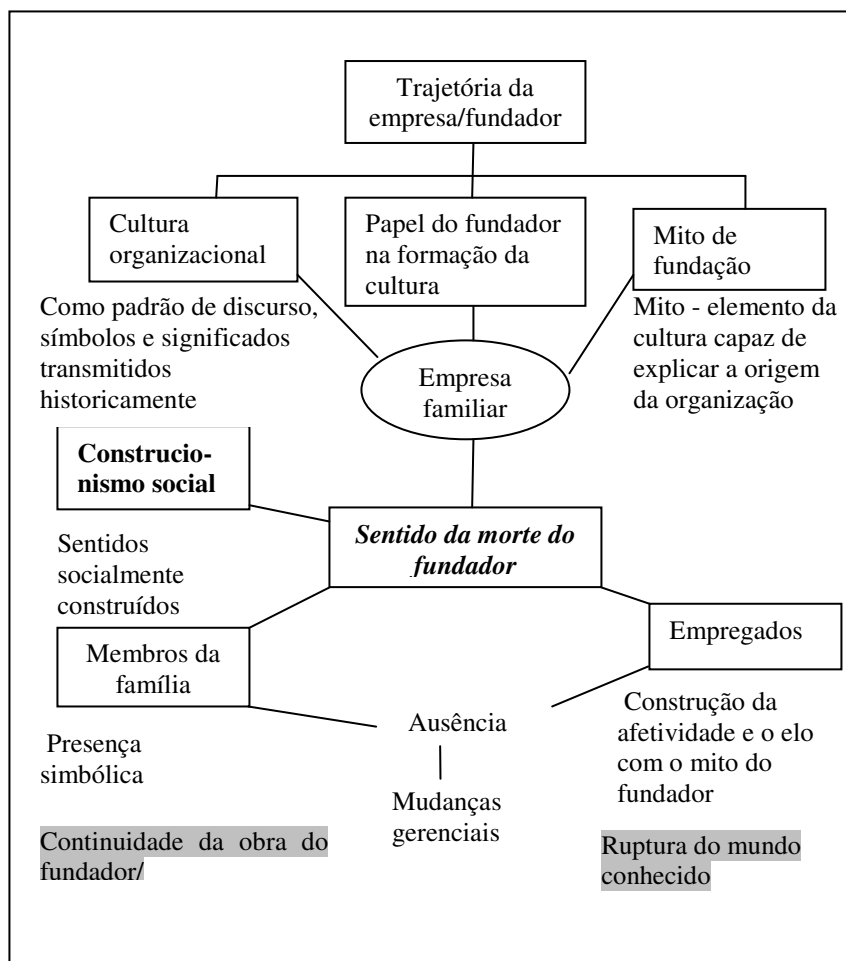 Trajetória da
empresa/fundador
Cultura
organizacional
Papel do fundador
na formação da
cultura
Mito de
fundação
Como padrão de discurso,
símbolos e significados
transmitidos
historicamente
Mito - elemento da
cultura capaz de
explicar a origem
da organização
Empresa
familiar
Construcio-
nismo social
Sentido da morte do
fundador
Sentidos
socialmente
construídos
Empregados
Membros da
família
Ausência
Construção da
afetividade e o elo
com o mito do
fundador
Presença
simbólica
Mudanças
gerenciais
Continuidade da obra do
fundador/
Ruptura do mundo
conhecido